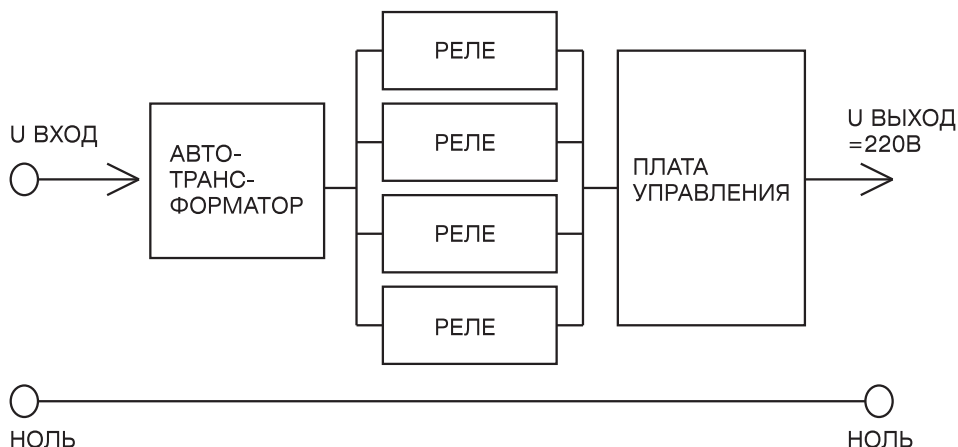 U ВХОД
АВТО-
ТРАНС-
ФОРМАТОР
РЕЛЕ
РЕЛЕ
РЕЛЕ
РЕЛЕ
ПЛАТА
УПРАВЛЕНИЯ
U ВЫХОД
=220В
НОЛЬ
НОЛЬ